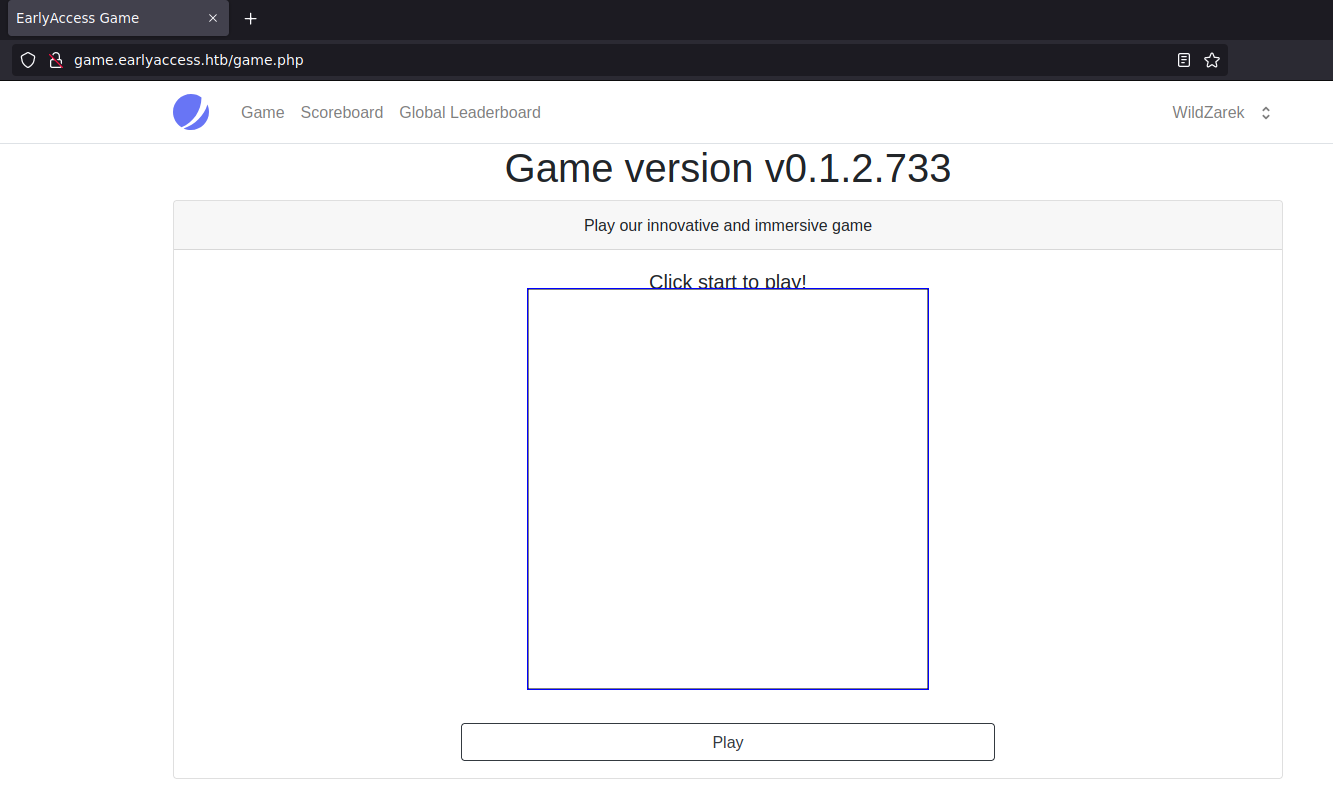 EarlyAccess Game
game.earlyaccess.htb/game.php
Game Scoreboard Global Leaderboard WildZarek
Game version v0.1.2.733
Play our innovative and immersive game
Click start to play!
Play